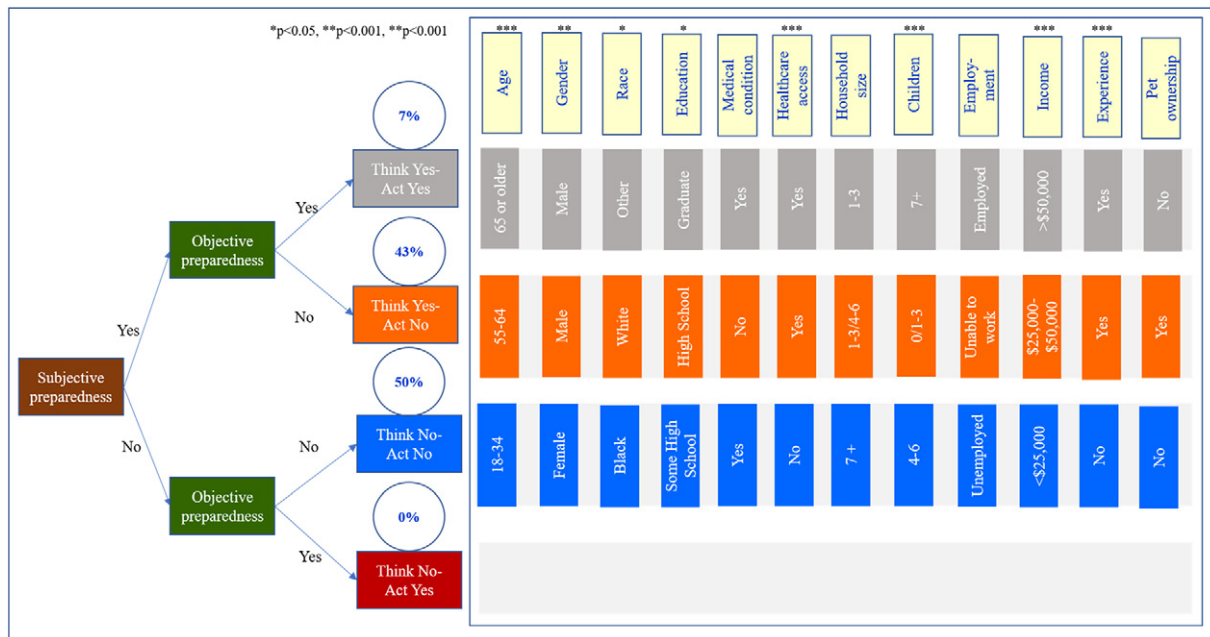 *p<0.05, **p<0.001, **p<0.001
***
**
*
*
***
***
***
***
Age
Gender
Race
Education
Medical
condition
Healthcare
access
Household
size
Children
Employ-
ment
Income
Experience
Pet
ownership
7%
Think Yes-
Act Yes
65 or older
Male
Other
Graduate
Yes
Yes
1-3
7+
Employed
>$50,000
Yes
No
Yes
Objective
preparedness
43%
No
Think Yes-
Act No
55-64
Male
White
High School
No
Yes
1-3/4-6
0/1-3
Unable to
work
$25,000-
$50,000
Yes
Yes
Yes
Subjective
preparedness
No
50%
No
Think No-
Act No
18-34
Female
Black
Some High
School
Yes
No
7 +
4-6
Unemployed
<$25,000
No
No
Objective
preparedness
0%
Yes
Think No-
Act Yes